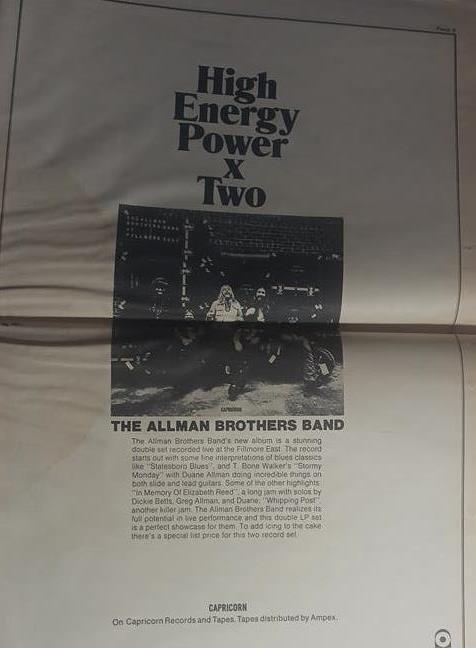 High
Energy
Power
x
Two
CAPRICORN
THE ALLMAN BROTHERS BAND
The Allman Brothers Band's new album is a stunning
double set recorded live at the Fillmore East. The record
starts out with some fine interpretations of blues classics
like "Statesboro Blues", and T. Bone Walker's "Stormy
Monday" with Duane Allman doing incredible things on
both slide and lead guitars. Some of the other highlights:
"In Memory Of Elizabeth Reed", a long jam with solos by
Dickie Betts, Greg Allman, and Duane; "Whipping Post",
another killer jam. The Allman Brothers Band realizes its
full potential in live performance and this double LP set
is a perfect showcase for them. To add icing to the cake
there's a special list price for this two record set.
CAPRICORN
On Capricorn Records and Tapes. Tapes distributed by Ampex.